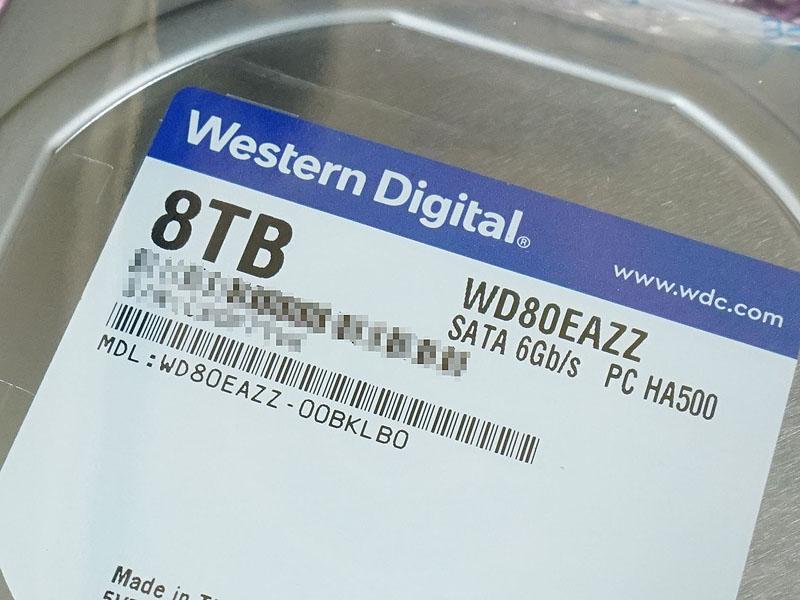 Western Digital®
www.wdc.com
8TB
WD80EAZZ
SATA 6Gb/s PC HA500
MDL:WD80EAZZ-00BKLB0
Made in